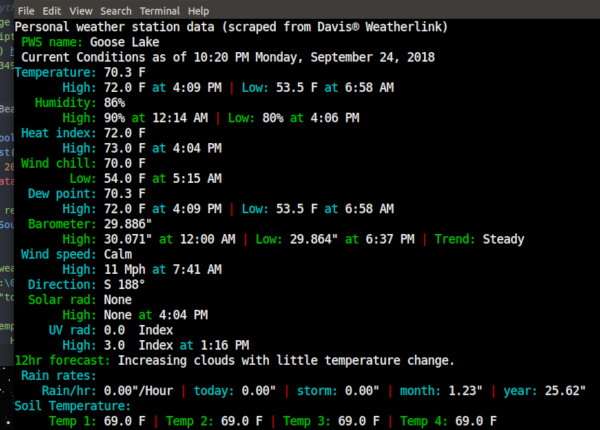 File Edit View Search Terminal Help
Personal weather station data (scraped from Davis® Weatherlink)
PWS name: Goose Lake
Current Conditions as of 10:20 PM Monday, September 24, 2018
Temperature: 70.3 F
High: 72.0 F at 4:09 PM | Low: 53.5 F at 6:58 AM
Humidity: 86%
High: 90% at 12:14 AM | Low: 80% at 4:06 PM
Heat index: 72.0 F
High: 73.0 F at 4:04 PM
Wind chill: 70.0 F
Low: 54.0 F at 5:15 AM
Dew point: 70.3 F
High: 72.0 F at 4:09 PM | Low: 53.5 F at 6:58 AM
Barometer: 29.886"
High: 30.071" at 12:00 AM | Low: 29.864" at 6:37 PM | Trend: Steady
Wind speed: Calm
High: 11 Mph at 7:41 AM
Direction: S 188°
Solar rad: None
High: None at 4:04 PM
UV rad: 0.0 Index
High: 3.0 Index at 1:16 PM
12hr forecast: Increasing clouds with little temperature change.
Rain rates:
Rain/hr: 0.00"/Hour | today: 0.00" | storm: 0.00" | month: 1.23" | year: 25.62"
Soil Temperature:
Temp 1: 69.0 F | Temp 2: 69.0 F | Temp 3: 69.0 F | Temp 4: 69.0 F